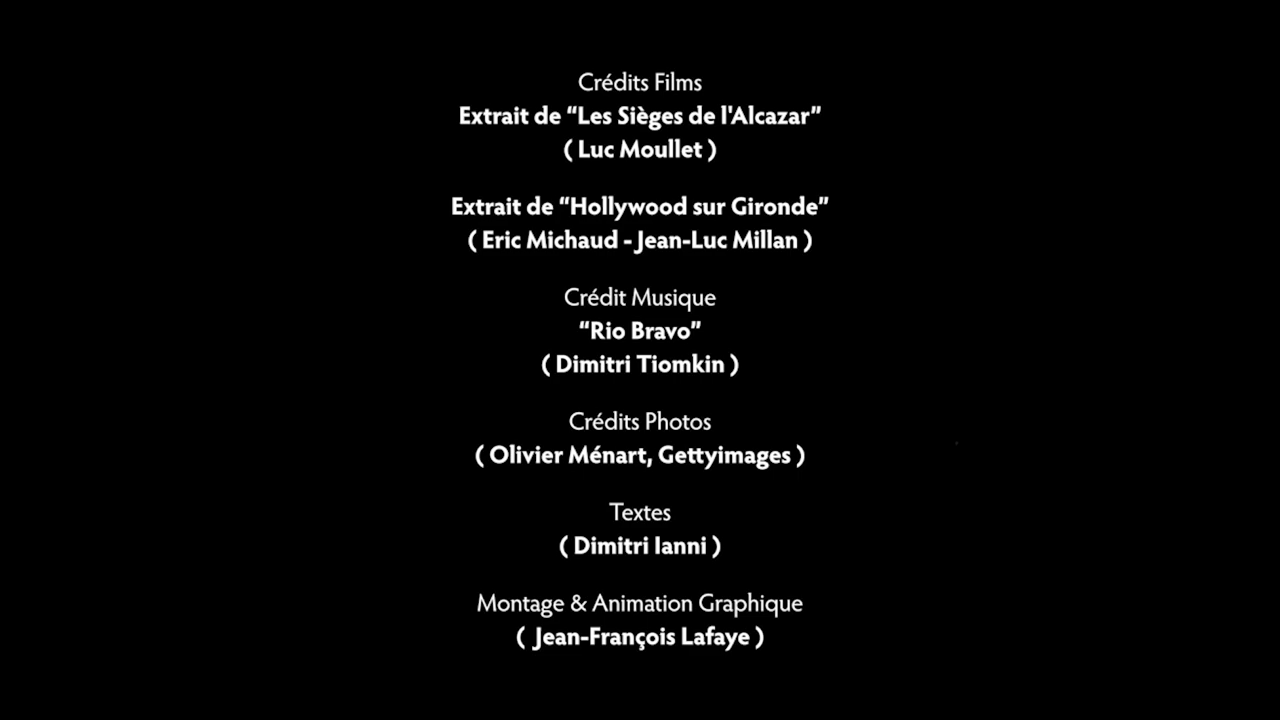 Crédits Films
Extrait de “Les Sièges de l'Alcazar”
( Luc Moullet )
Extrait de “Hollywood sur Gironde”
( Eric Michaud - Jean-Luc Millan )
Crédit Musique
“Rio Bravo”
( Dimitri Tiomkin )
Crédits Photos
( Olivier Ménart, Gettyimages )
Textes
( Dimitri Ianni )
Montage & Animation Graphique
( Jean-François Lafaye )